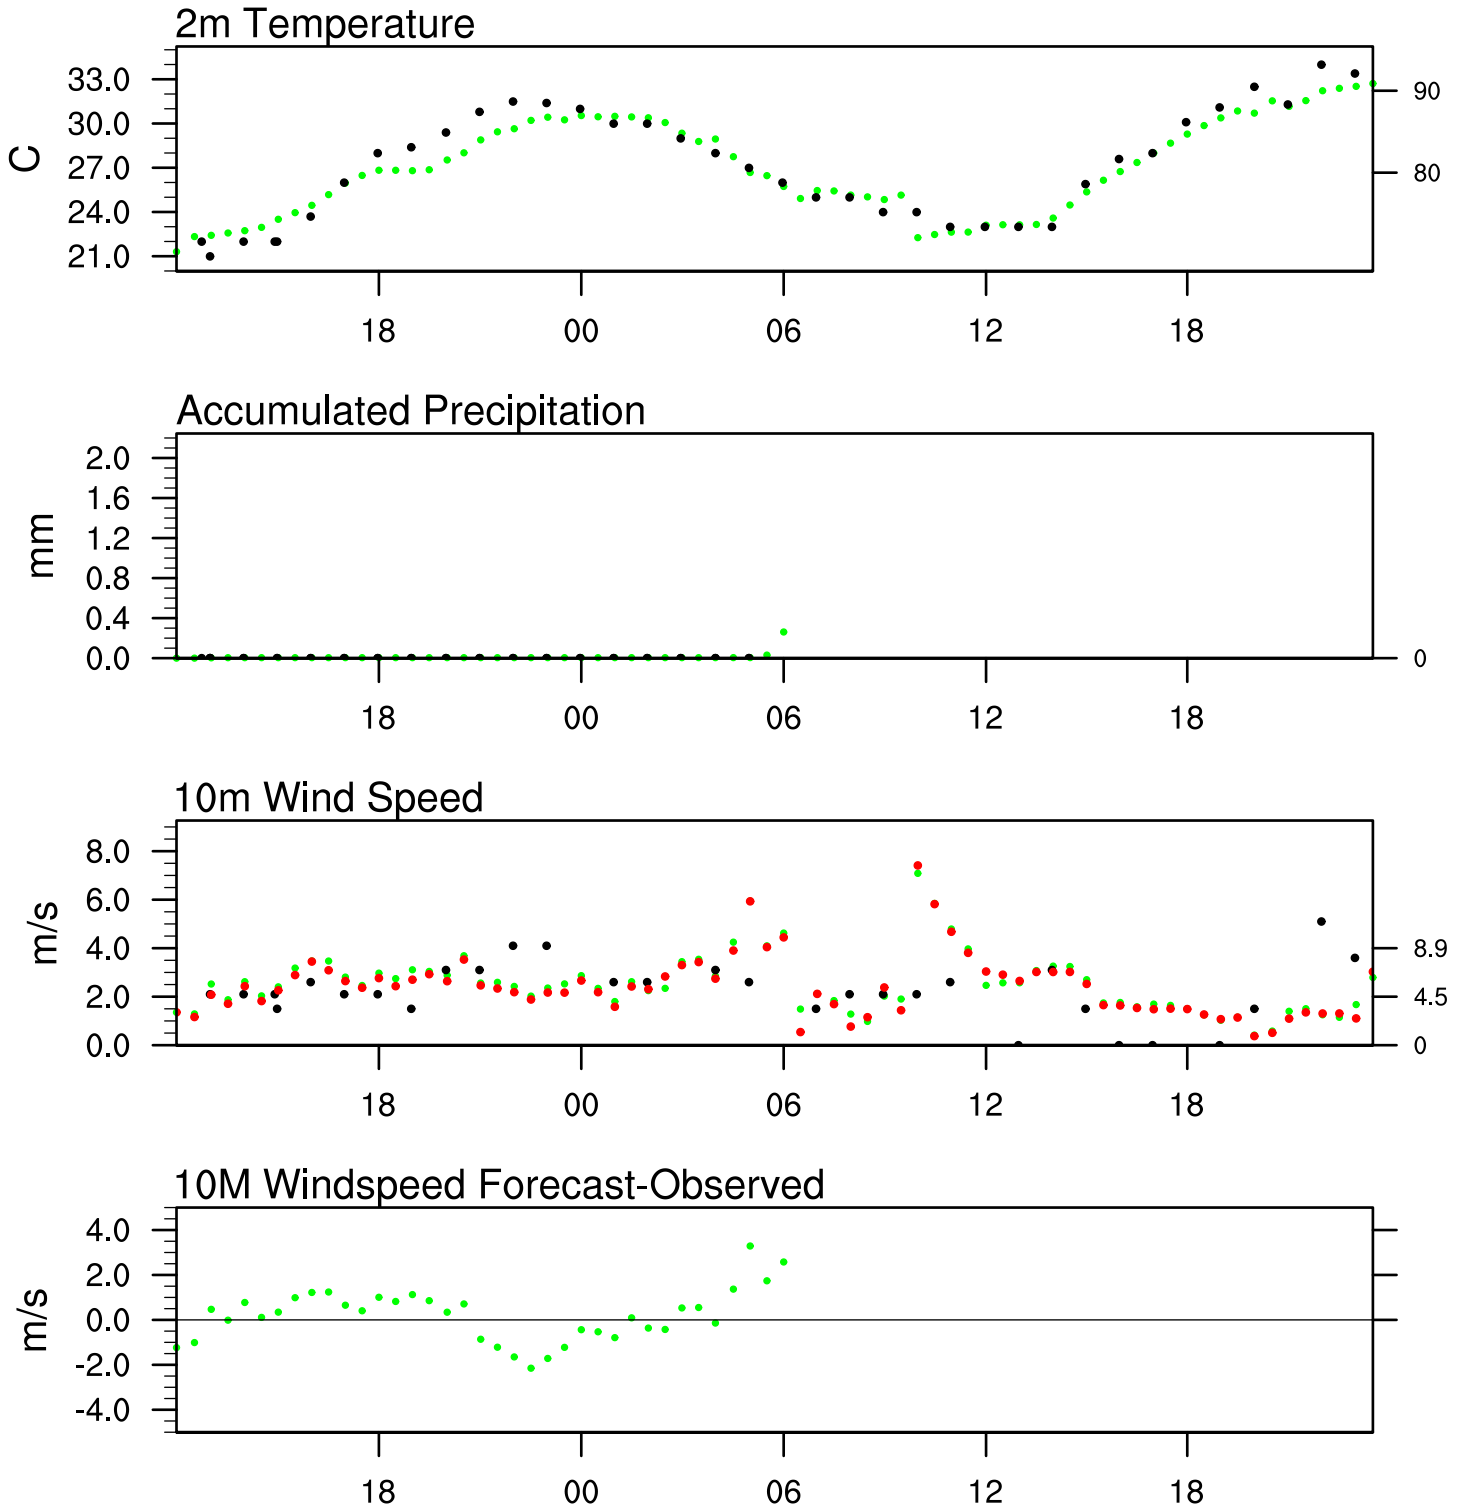 2m Temperature
33.0
30.0
27.0
24.0
21.0
C
90
80
18 00 06 12 18
Accumulated Precipitation
2.0
1.6
1.2
0.8
0.4
0.0
mm
0
18 00 06 12 18
10m Wind Speed
8.0
6.0
4.0
2.0
0.0
m/s
8.9
4.5
0
18 00 06 12 18
10M Windspeed Forecast-Observed
4.0
2.0
0.0
-2.0
-4.0
m/s
18 00 06 12 18